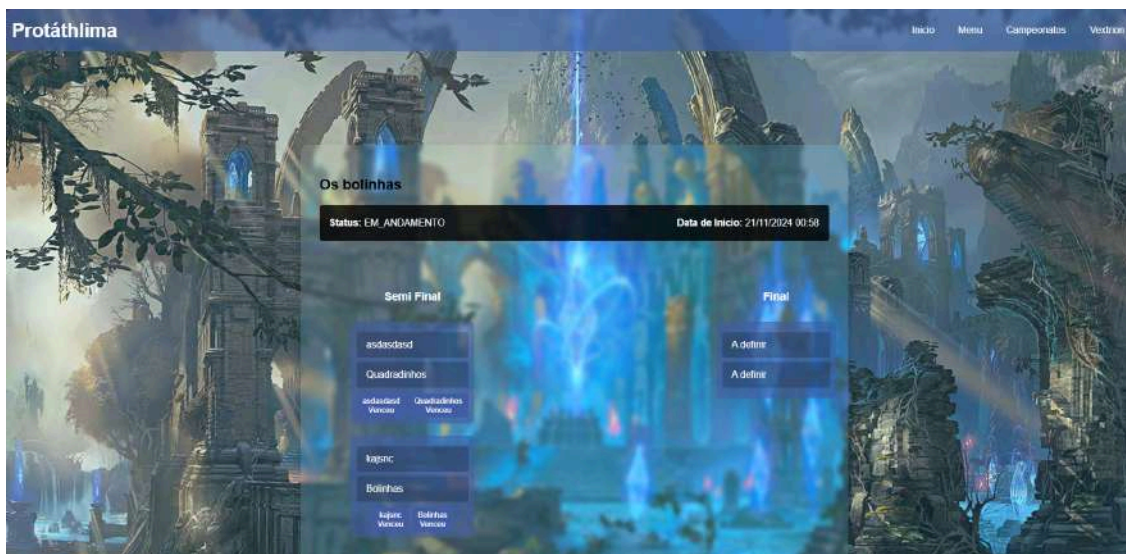 Protáthlima
Inicio Menu Campeonatos Vextrion
Os bolinhas
Status: EM_ANDAMENTO Data de Inicio: 21/11/2024 00:58
Semi Final Final
asdasdasd
Quadradinhos
asdasdasd Venceu
Quadradinhos Venceu
A definir
A definir
kajsnc
Bolinhas
kajsnc Venceu
Bolinhas Venceu